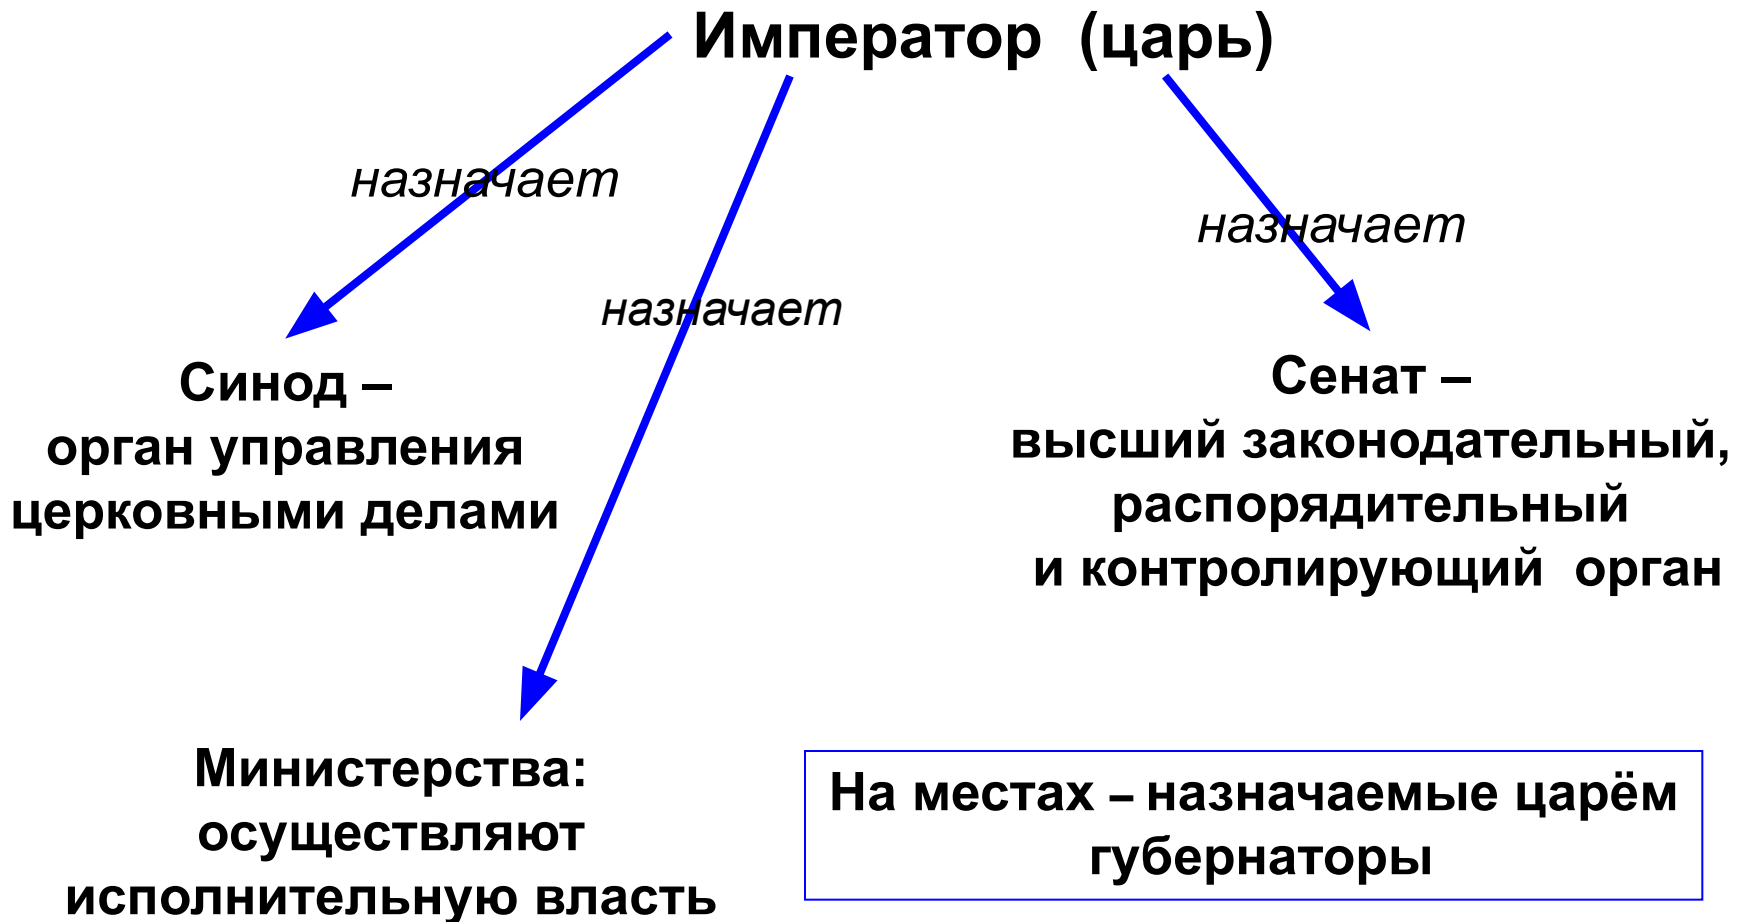 Император (царь)
назначает
назначает
назначает
Синод –
орган управления
церковными делами
Сенат –
высший законодательный,
распорядительный
и контролирующий орган
Министерства:
осуществляют
исполнительную власть
На местах – назначаемые царём
губернаторы